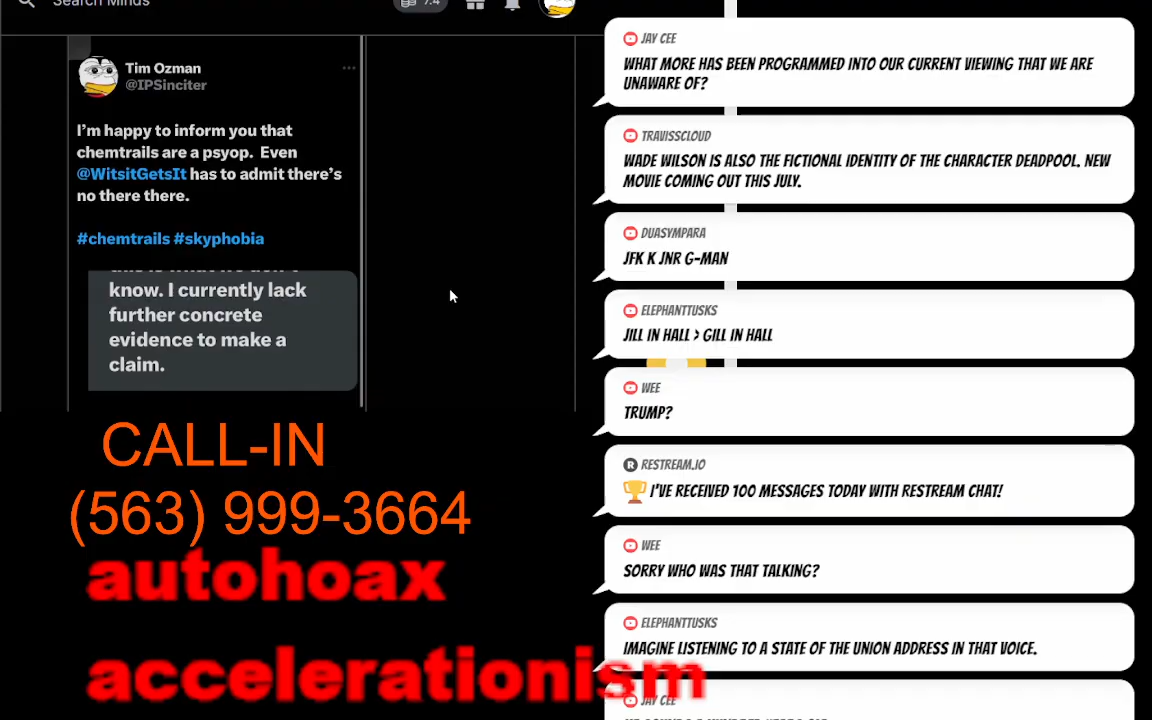 Search Minds
7.4
Tim Ozman
@IPSinciter
I'm happy to inform you that
chemtrails are a psyop. Even
@WitsitGetsIt has to admit there's
no there there.
#chemtrails #skyphobia
know. I currently lack
further concrete
evidence to make a
claim.
CALL-IN
(563) 999-3664
autohoax
accelerationism
JAY CEE
WHAT MORE HAS BEEN PROGRAMMED INTO OUR CURRENT VIEWING THAT WE ARE
UNAWARE OF?
TRAVISSCLOUD
WADE WILSON IS ALSO THE FICTIONAL IDENTITY OF THE CHARACTER DEADPOOL. NEW
MOVIE COMING OUT THIS JULY.
DUASYMPARA
JFK K JNR G-MAN
ELEPHANTTUSKS
JILL IN HALL > GILL IN HALL
WEE
TRUMP?
RESTREAM.IO
I'VE RECEIVED 100 MESSAGES TODAY WITH RESTREAM CHAT!
WEE
SORRY WHO WAS THAT TALKING?
ELEPHANTTUSKS
IMAGINE LISTENING TO A STATE OF THE UNION ADDRESS IN THAT VOICE.
JAY CEE